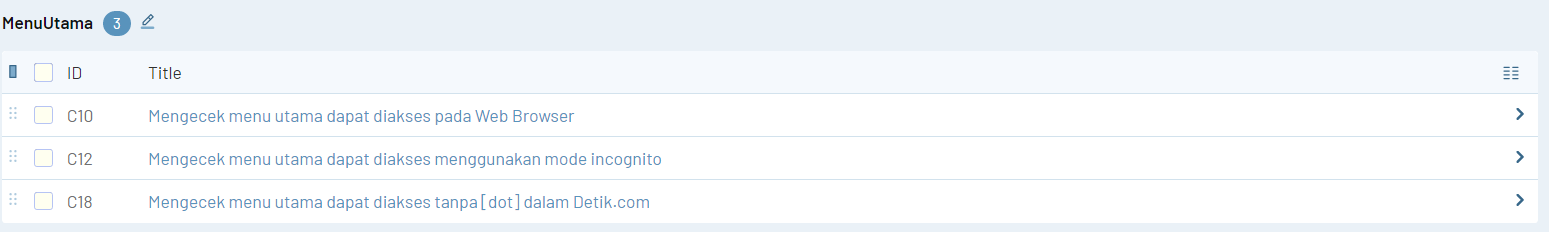 MenuUtama 3
ID Title
C10 Mengecek menu utama dapat diakses pada Web Browser
C12 Mengecek menu utama dapat diakses menggunakan mode incognito
C18 Mengecek menu utama dapat diakses tanpa [dot] dalam Detik.com